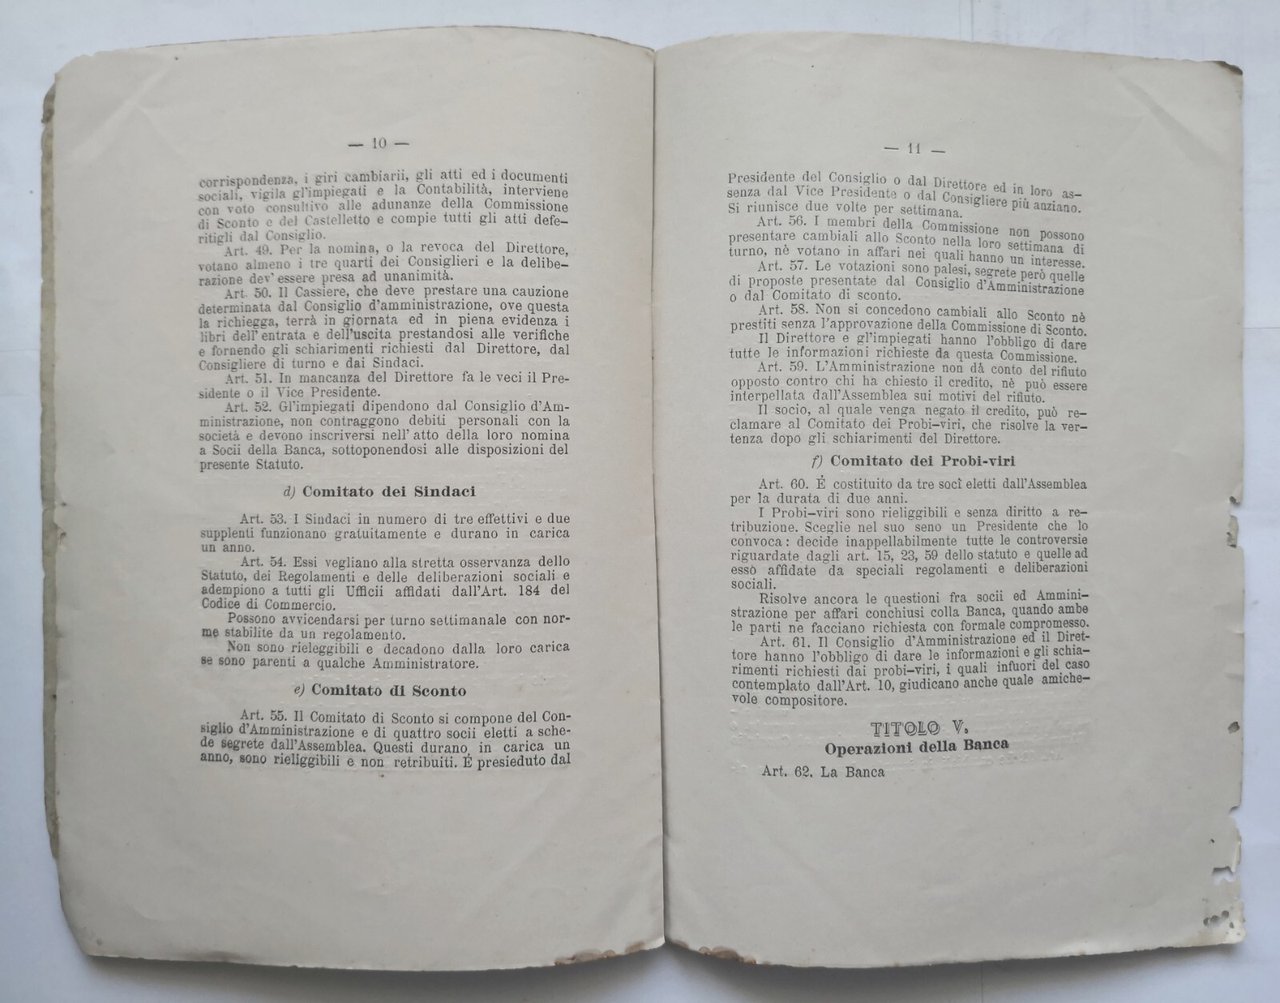 — 10 —
corrispondenza, i giri cambiarii, gli atti ed i documenti
sociali, vigila gl'impiegati e la Contabilità, interviene
con voto consultivo alle adunanze della Commissione
di Sconto e del Castelletto e compie tutti gli atti defe-
ritigli dal Consiglio.
Art. 49. Per la nomina, o la revoca del Direttore,
votano almeno i tre quarti dei Consiglieri e la delibe-
razione dev' essere presa ad unanimità.
Art. 50. Il Cassiere, che deve prestare una cauzione
determinata dal Consiglio d'amministrazione, ove questa
la richiegga, terrà in giornata ed in piena evidenza i
libri dell' entrata e dell'uscita prestandosi alle verifiche
e fornendo gli schiarimenti richiesti dal Direttore, dal
Consigliere di turno e dai Sindaci.
Art. 51. In mancanza del Direttore fa le veci il Pre-
sidente o il Vice Presidente.
Art. 52. Gl'impiegati dipendono dal Consiglio d'Am-
ministrazione, non contraggono debiti personali con la
società e devono inscriversi nell' atto della loro nomina
a Socii della Banca, sottoponendosi alle disposizioni del
presente Statuto.
d) Comitato dei Sindaci
Art. 53. I Sindaci in numero di tre effettivi e due
supplenti funzionano gratuitamente e durano in carica
un anno.
Art. 54. Essi vegliano alla stretta osservanza dello
Statuto, dei Regolamenti e delle deliberazioni sociali e
adempiono a tutti gli Ufficii affidati dall'Art. 184 del
Codice di Commercio.
Possono avvicendarsi per turno settimanale con nor-
me stabilite da un regolamento.
Non sono rieleggibili e decadono dalla loro carica
se sono parenti a qualche Amministratore.
e) Comitato di Sconto
Art. 55. Il Comitato di Sconto si compone del Con-
siglio d'Amministrazione e di quattro socii eletti a sche-
de segrete dall'Assemblea. Questi durano in carica un
anno, sono rieliggibili e non retribuiti. É presieduto dal
— 11 —
Presidente del Consiglio o dal Direttore ed in loro as-
senza dal Vice Presidente o dal Consigliere più anziano.
Si riunisce due volte per settimana.
Art. 56. I membri della Commissione non possono
presentare cambiali allo Sconto nella loro settimana di
turno, nè votano in affari nei quali hanno un interesse.
Art. 57. Le votazioni sono palesi, segrete però quelle
di proposte presentate dal Consiglio d'Amministrazione
o dal Comitato di sconto.
Art. 58. Non si concedono cambiali allo Sconto nè
prestiti senza l'approvazione della Commissione di Sconto.
Il Direttore e gl'impiegati hanno l'obbligo di dare
tutte le informazioni richieste da questa Commissione.
Art. 59. L'Amministrazione non dà conto del rifiuto
opposto contro chi ha chiesto il credito, nè può essere
interpellata dall'Assemblea sui motivi del rifiuto.
Il socio, al quale venga negato il credito, può re-
clamare al Comitato dei Probi-viri, che risolve la ver-
tenza dopo gli schiarimenti del Direttore.
f) Comitato dei Probi-viri
Art. 60. É costituito da tre socî eletti dall'Assemblea
per la durata di due anni.
I Probi-viri sono rieliggibili e senza diritto a re-
tribuzione. Sceglie nel suo seno un Presidente che lo
convoca: decide inappellabilmente tutte le controversie
riguardate dagli art. 15, 23, 59 dello statuto e quelle ad
esso affidate da speciali regolamenti e deliberazioni
sociali.
Risolve ancora le questioni fra socii ed Ammini-
strazione per affari conchiusi colla Banca, quando ambe
le parti ne facciano richiesta con formale compromesso.
Art. 61. Il Consiglio d'Amministrazione ed il Diret-
tore hanno l'obbligo di dare le informazioni e gli schia-
rimenti richiesti dai probi-viri, i quali infuori del caso
contemplato dall'Art. 10, giudicano anche quale amiche-
vole compositore.
TITOLO V.
Operazioni della Banca
Art. 62. La Banca